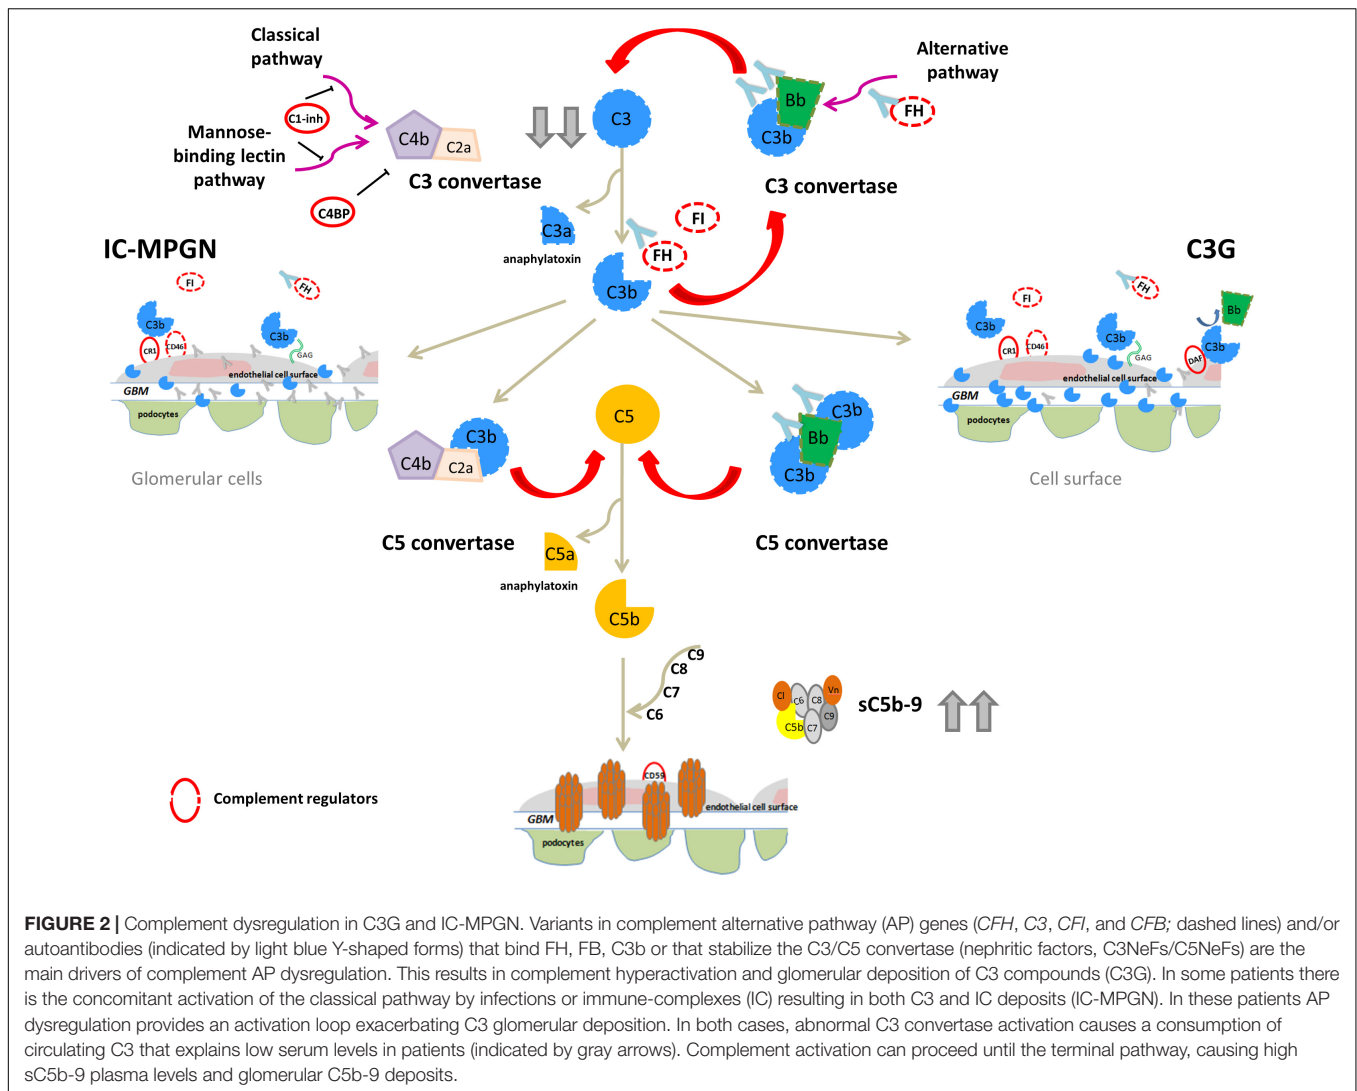 Classical
pathway
C1-inh
Mannose-
binding lectin
pathway
C4BP
C4b
C2a
C3 convertase
C3
Bb
C3b
C3 convertase
Alternative
pathway
FH
C3a
anaphylatoxin
FI
FH
C3b
IC-MPGN
FI
FH
C3b
CR1
CD46
C3b
GAG
endothelial cell surface
GBM
podocytes
Glomerular cells
C3G
FI
FH
Bb
C3b
CR1
CD46
C3b
GAG
C3b
DAF
endothelial cell surface
GBM
podocytes
Cell surface
C3b
C4b
C2a
C5 convertase
C5
C3b
Bb
C3b
C5 convertase
C5a
anaphylatoxin
C5b
C9
C8
C7
C6
Cl
C6
C8
Vn
C5b
C7
C9
sC5b-9
CD59
endothelial cell surface
GBM
podocytes
Complement regulators
FIGURE 2 | Complement dysregulation in C3G and IC-MPGN. Variants in complement alternative pathway (AP) genes (CFH, C3, CFI, and CFB; dashed lines) and/or
autoantibodies (indicated by light blue Y-shaped forms) that bind FH, FB, C3b or that stabilize the C3/C5 convertase (nephritic factors, C3NeFs/C5NeFs) are the
main drivers of complement AP dysregulation. This results in complement hyperactivation and glomerular deposition of C3 compounds (C3G). In some patients there
is the concomitant activation of the classical pathway by infections or immune-complexes (IC) resulting in both C3 and IC deposits (IC-MPGN). In these patients AP
dysregulation provides an activation loop exacerbating C3 glomerular deposition. In both cases, abnormal C3 convertase activation causes a consumption of
circulating C3 that explains low serum levels in patients (indicated by gray arrows). Complement activation can proceed until the terminal pathway, causing high
sC5b-9 plasma levels and glomerular C5b-9 deposits.